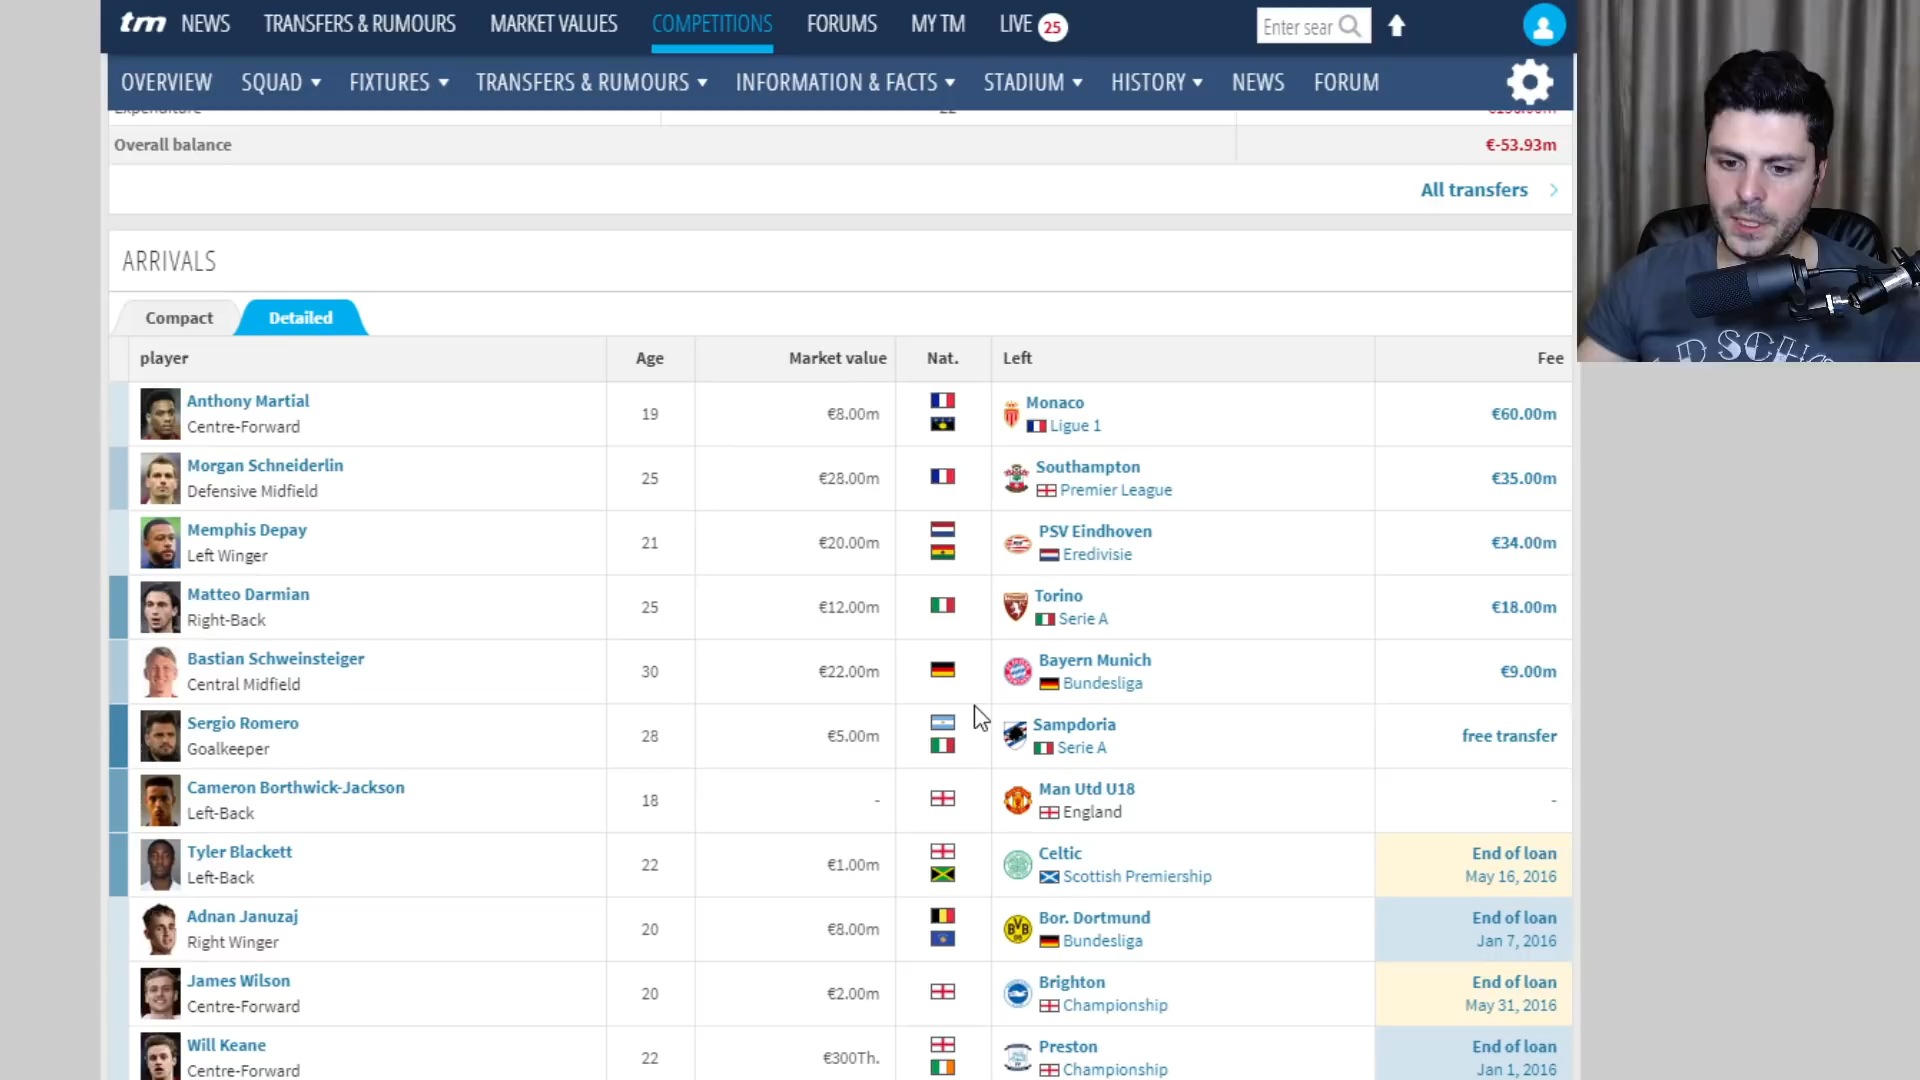 tm NEWS TRANSFERS & RUMOURS MARKET VALUES COMPETITIONS FORUMS MY TM LIVE 25 Enter sear
OVERVIEW SQUAD FIXTURES TRANSFERS & RUMOURS INFORMATION & FACTS STADIUM HISTORY NEWS FORUM
Expenditure 22
Overall balance €-53.93m
All transfers
ARRIVALS
Compact Detailed
player Age Market value Nat. Left Fee
Anthony Martial
Centre-Forward
19 €8.00m
Monaco
Ligue 1
€60.00m
Morgan Schneiderlin
Defensive Midfield
25 €28.00m
Southampton
Premier League
€35.00m
Memphis Depay
Left Winger
21 €20.00m
PSV Eindhoven
Eredivisie
€34.00m
Matteo Darmian
Right-Back
25 €12.00m
Torino
Serie A
€18.00m
Bastian Schweinsteiger
Central Midfield
30 €22.00m
Bayern Munich
Bundesliga
€9.00m
Sergio Romero
Goalkeeper
28 €5.00m
Sampdoria
Serie A
free transfer
Cameron Borthwick-Jackson
Left-Back
18 -
Man Utd U18
England
-
Tyler Blackett
Left-Back
22 €1.00m
Celtic
Scottish Premiership
End of loan
May 16, 2016
Adnan Januzaj
Right Winger
20 €8.00m
Bor. Dortmund
Bundesliga
End of loan
Jan 7, 2016
James Wilson
Centre-Forward
20 €2.00m
Brighton
Championship
End of loan
May 31, 2016
Will Keane
Centre-Forward
22 €300Th.
Preston
Championship
End of loan
Jan 1, 2016